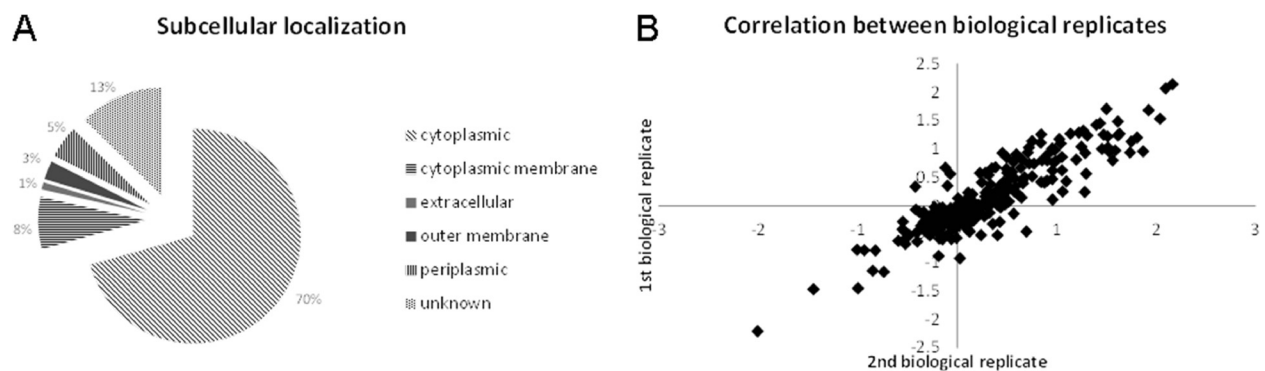 A
Subcellular localization
13%
5%
3%
1%
8%
70%
cytoplasmic
cytoplasmic membrane
extracellular
outer membrane
periplasmic
unknown
B
Correlation between biological replicates
1st biological replicate
2.5
2
1.5
1
0.5
-3
-2
-1
1
2
3
-1
-1.5
-2
-2.5
2nd biological replicate